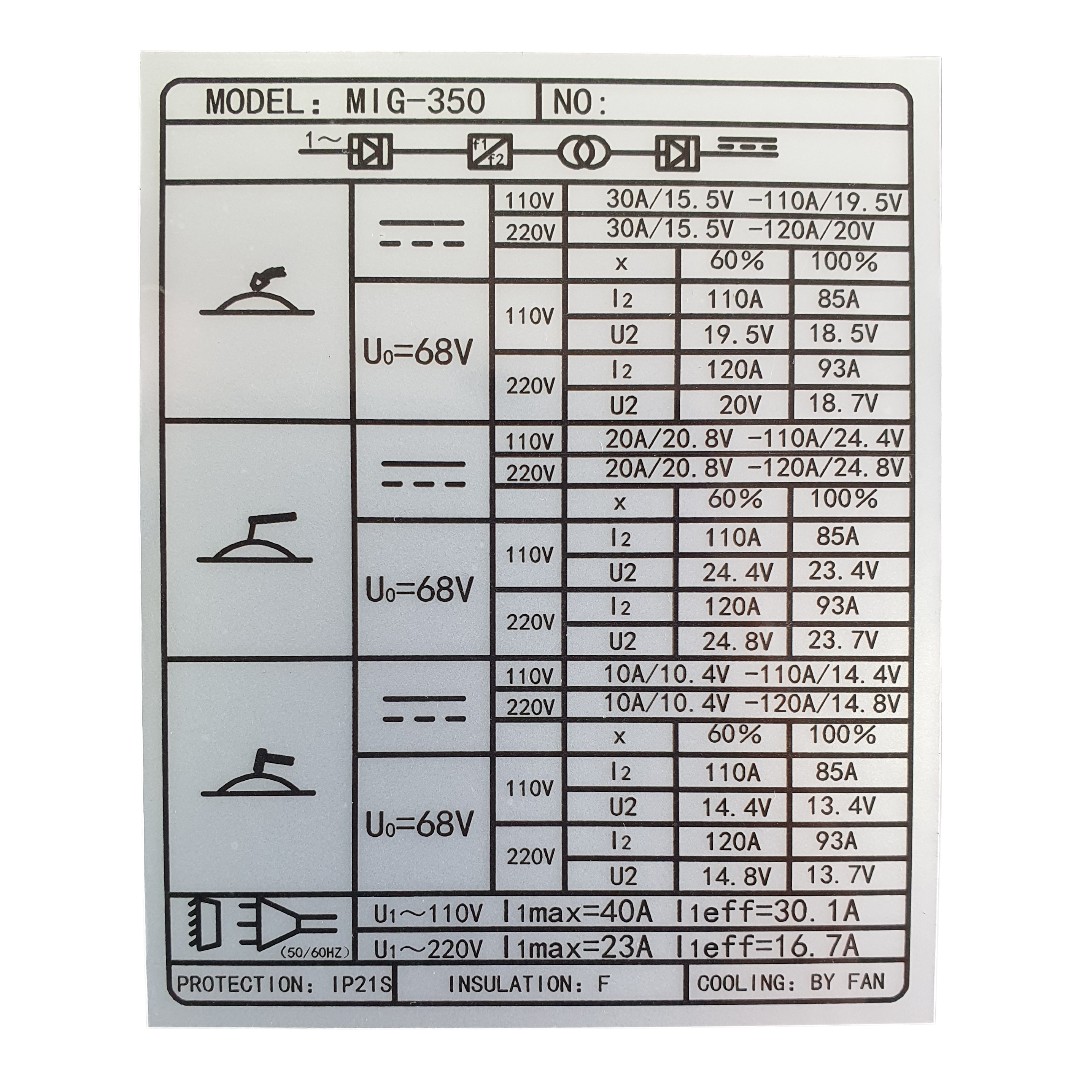 MODEL: MIG-350 NO:
1~ f1 f2
110V 30A/15.5V -110A/19.5V
220V 30A/15.5V -120A/20V
X 60% 100%
U0=68V
110V I2 110A 85A
U2 19.5V 18.5V
220V I2 120A 93A
U2 20V 18.7V
110V 20A/20.8V -110A/24.4V
220V 20A/20.8V -120A/24.8V
X 60% 100%
U0=68V
110V I2 110A 85A
U2 24.4V 23.4V
220V I2 120A 93A
U2 24.8V 23.7V
110V 10A/10.4V -110A/14.4V
220V 10A/10.4V -120A/14.8V
X 60% 100%
U0=68V
110V I2 110A 85A
U2 14.4V 13.4V
220V I2 120A 93A
U2 14.8V 13.7V
U1~110V I1max=40A I1eff=30.1A
(50/60HZ) U1~220V I1max=23A I1eff=16.7A
PROTECTION: IP21S INSULATION: F COOLING: BY FAN